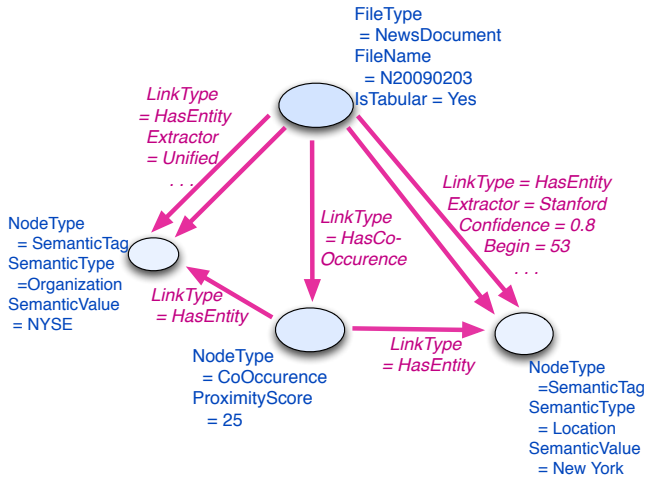 FileType
= NewsDocument
FileName
= N20090203
IsTabular = Yes
LinkType
= HasEntity
Extractor
= Unified
. . .
LinkType = HasEntity
Extractor = Stanford
Confidence = 0.8
Begin = 53
. . .
LinkType
= HasCo-
Occurence
NodeType
= SemanticTag
SemanticType
=Organization
SemanticValue
= NYSE
LinkType
= HasEntity
LinkType
= HasEntity
NodeType
= CoOccurence
ProximityScore
= 25
NodeType
=SemanticTag
SemanticType
= Location
SemanticValue
= New York